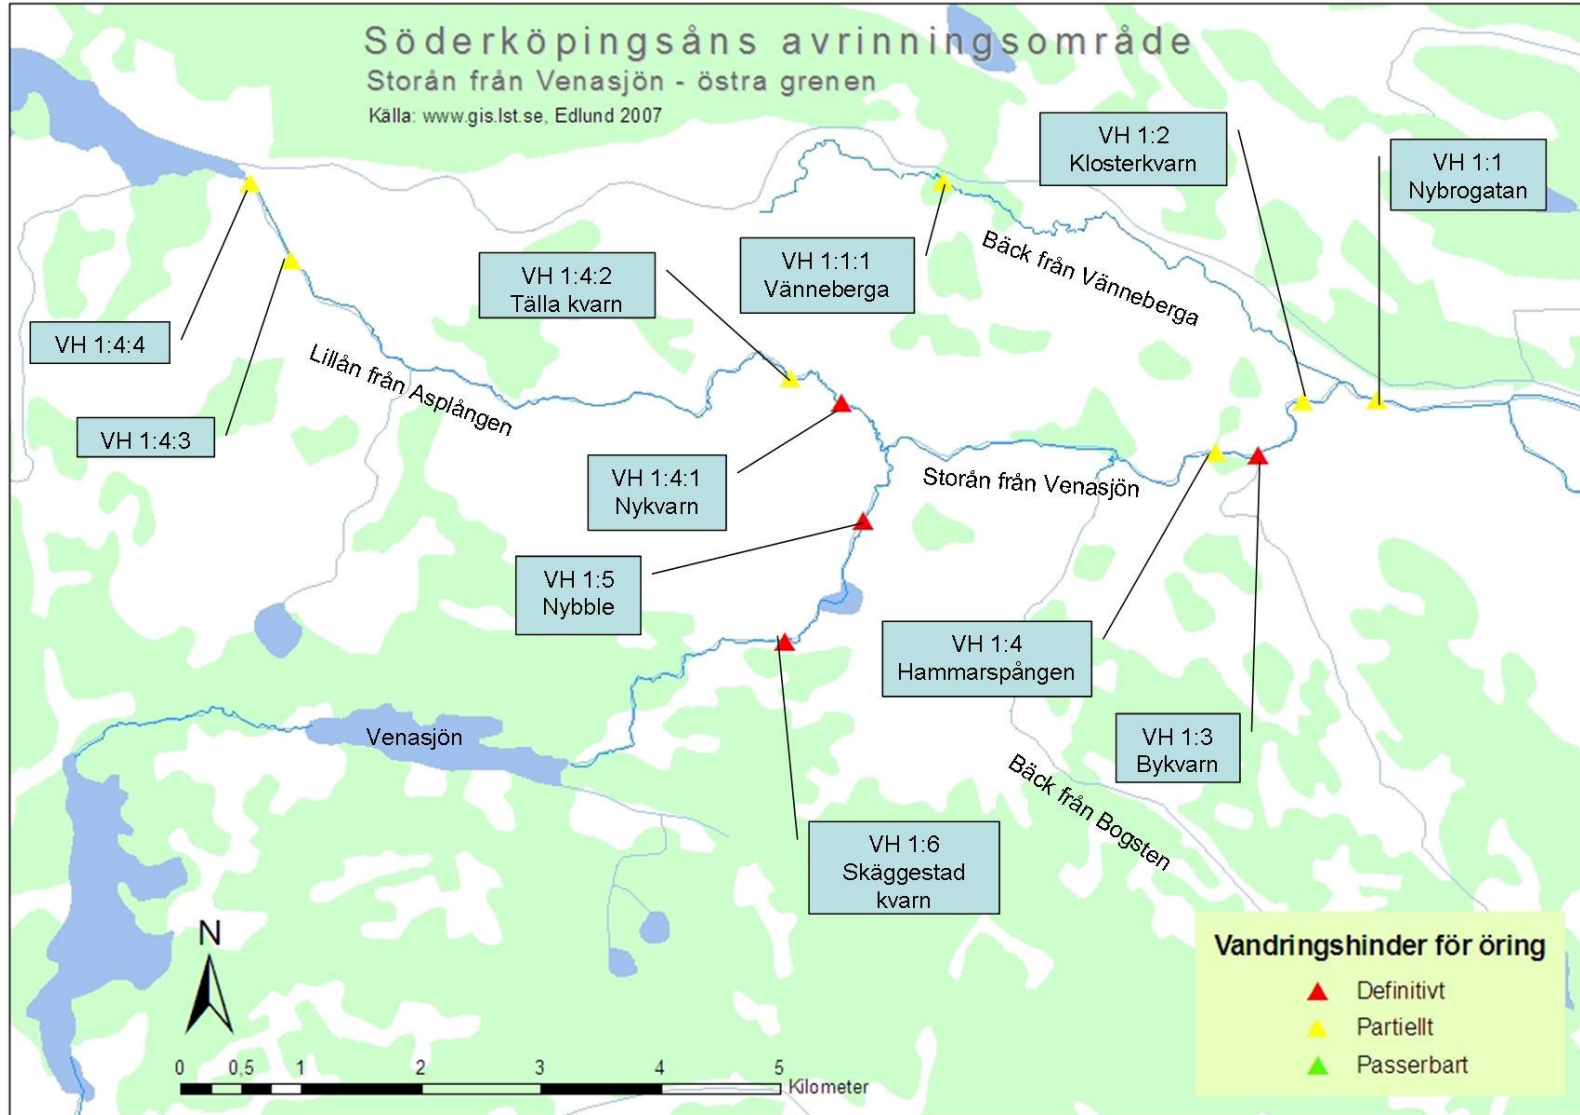 Söderköpingsåns avrinningsområde
Storån från Venasjön - östra grenen
Källa: www.gis.lst.se, Edlund 2007
VH 1:2
Klosterkvarn
VH 1:1
Nybrogatan
VH 1:1:1
Vänneberga
Bäck från Vänneberga
VH 1:4:2
Tälla kvarn
VH 1:4:4
VH 1:4:3
Lillån från Asplången
VH 1:4:1
Nykvarn
Storån från Venasjön
VH 1:5
Nybble
VH 1:4
Hammarspången
VH 1:3
Bykvarn
Venasjön
Bäck från Bogsten
VH 1:6
Skäggestad
kvarn
N
0 0,5 1 2 3 4 5
Kilometer
Vandringshinder för öring
Definitivt
Partiellt
Passerbart